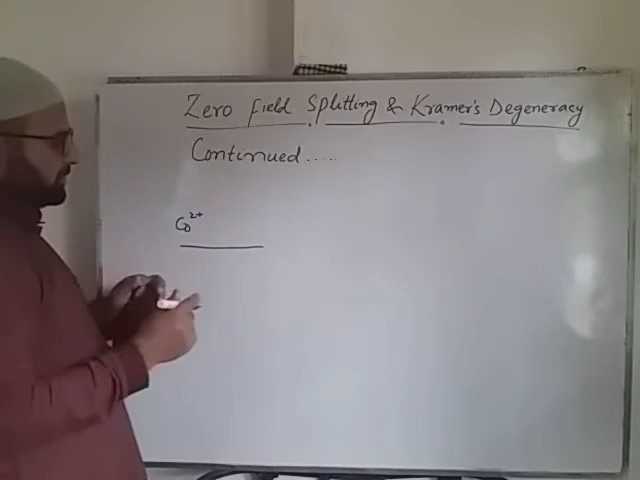 Zero Field Splitting & Kramer's Degeneracy
Continued.....
Co²⁺